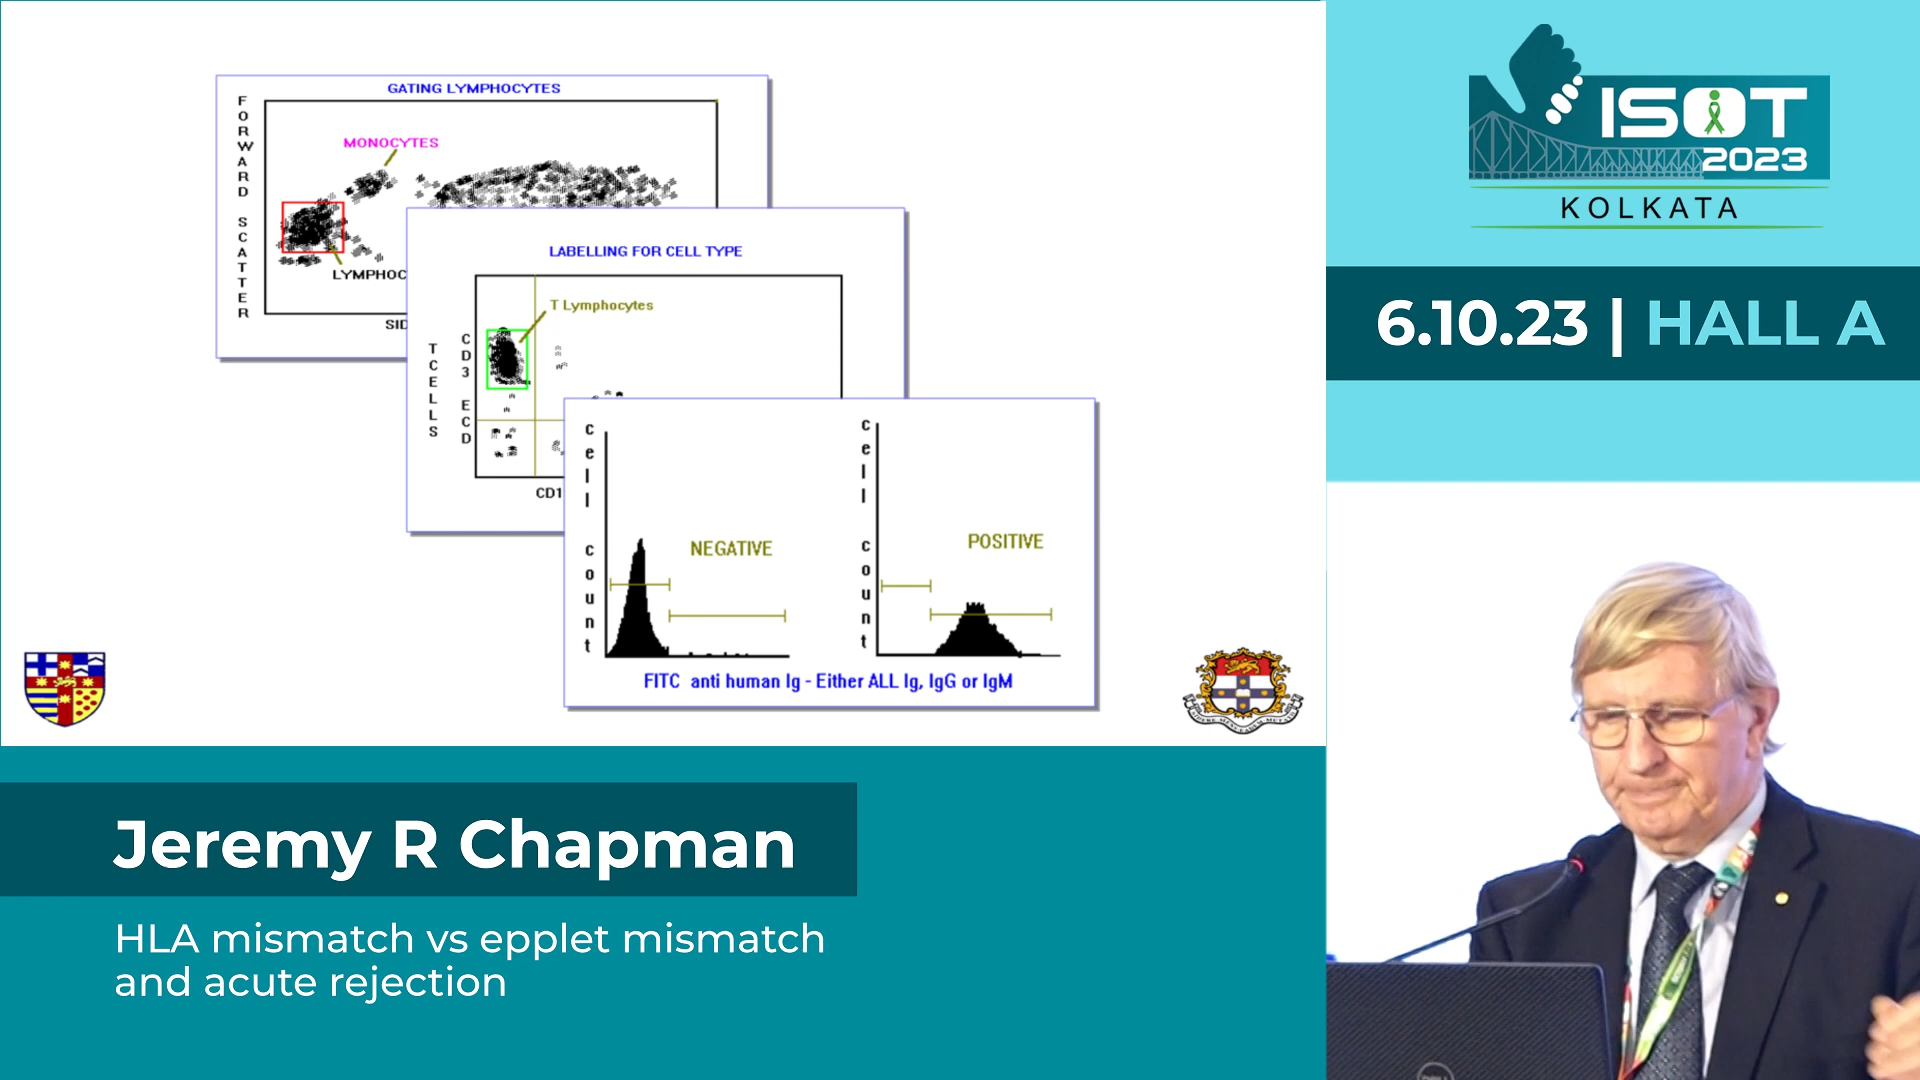 GATING LYMPHOCYTES
FORWARD SCATTER
MONOCYTES
LYMPHOC
SID
LABELLING FOR CELL TYPE
T Lymphocytes
T CELLS
CD3 ECD
CD1
cell count
NEGATIVE
cell count
POSITIVE
FITC anti human Ig - Either ALL Ig, IgG or IgM
ISOT
2023
KOLKATA
6.10.23 | HALL A
Jeremy R Chapman
HLA mismatch vs epplet mismatch
and acute rejection